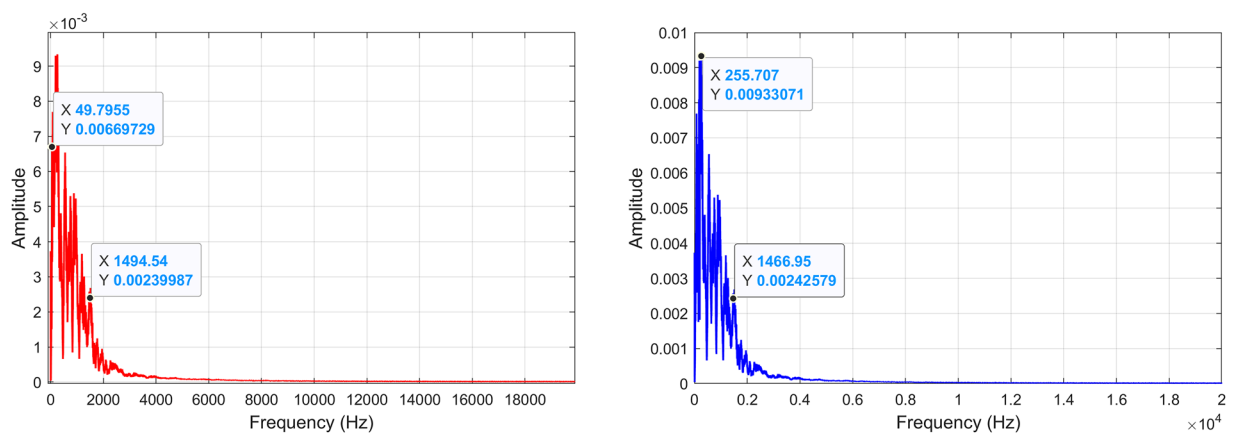 ×10⁻³
9
8
7
6
5
4
3
2
1
0
Amplitude
X 49.7955
Y 0.00669729
X 1494.54
Y 0.00239987
0 2000 4000 6000 8000 10000 12000 14000 16000 18000
Frequency (Hz)
0.01
0.009
0.008
0.007
0.006
0.005
0.004
0.003
0.002
0.001
0
Amplitude
X 255.707
Y 0.00933071
X 1466.95
Y 0.00242579
0 0.2 0.4 0.6 0.8 1 1.2 1.4 1.6 1.8 2
×10⁴
Frequency (Hz)